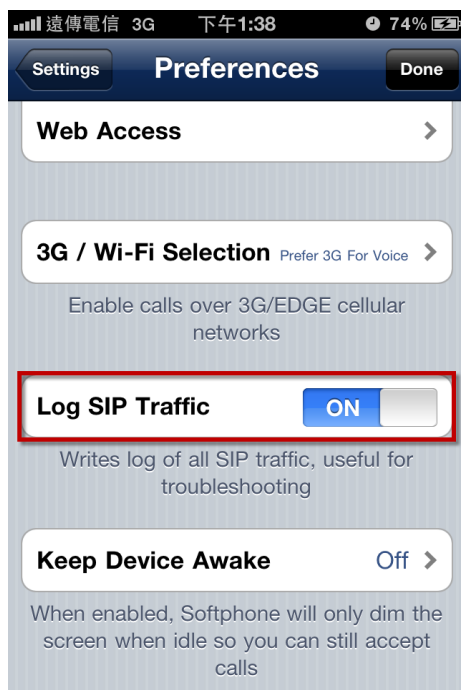 遠傳電信 3G 下午1:38 74%
Settings Preferences Done
Web Access
3G / Wi-Fi Selection Prefer 3G For Voice
Enable calls over 3G/EDGE cellular
networks
Log SIP Traffic ON
Writes log of all SIP traffic, useful for
troubleshooting
Keep Device Awake Off
When enabled, Softphone will only dim the
screen when idle so you can still accept
calls